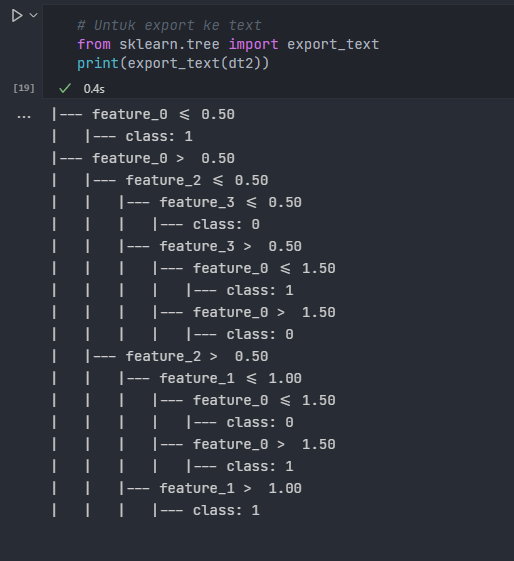 # Untuk export ke text
from sklearn.tree import export_text
print(export_text(dt2))
[19] ✓ 0.4s
... |--- feature_0 <= 0.50
|   |--- class: 1
|--- feature_0 >  0.50
|   |--- feature_2 <= 0.50
|   |   |--- feature_3 <= 0.50
|   |   |   |--- class: 0
|   |   |--- feature_3 >  0.50
|   |   |   |--- feature_0 <= 1.50
|   |   |   |   |--- class: 1
|   |   |   |--- feature_0 >  1.50
|   |   |   |   |--- class: 0
|   |--- feature_2 >  0.50
|   |   |--- feature_1 <= 1.00
|   |   |   |--- feature_0 <= 1.50
|   |   |   |   |--- class: 0
|   |   |   |--- feature_0 >  1.50
|   |   |   |   |--- class: 1
|   |   |--- feature_1 >  1.00
|   |   |   |--- class: 1